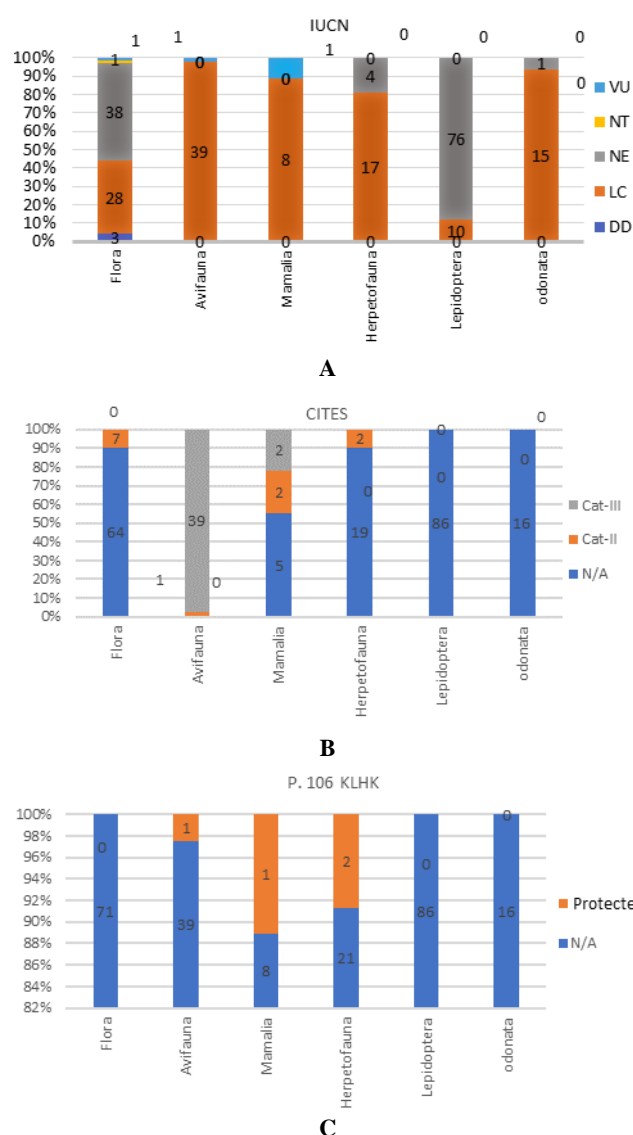 IUCN
1 1 1 0 0 0
100%
90%
80%
70%
60%
50%
40%
30%
20%
10%
0%
1 0 0 0 0 1
38 0 4 76 0
28 39 8 17 15
3 0 0 0 10 0
VU
NT
NE
LC
DD
Flora Avifauna Mamalia Herpetofauna Lepidoptera odonata
A
CITES
0 0
100%
90%
80%
70%
60%
50%
40%
30%
20%
10%
0%
7 2 2 0
39 2 0 0 0
64 5 19 86 16
1 0
Cat-III
Cat-II
N/A
Flora Avifauna Mamalia Herpetofauna Lepidoptera odonata
B
P. 106 KLHK
100%
98%
96%
94%
92%
90%
88%
86%
84%
82%
0 1 1 2 0 0
71 39 8 21 86 16
Protecte
N/A
Flora Avifauna Mamalia Herpetofauna Lepidoptera odonata
C